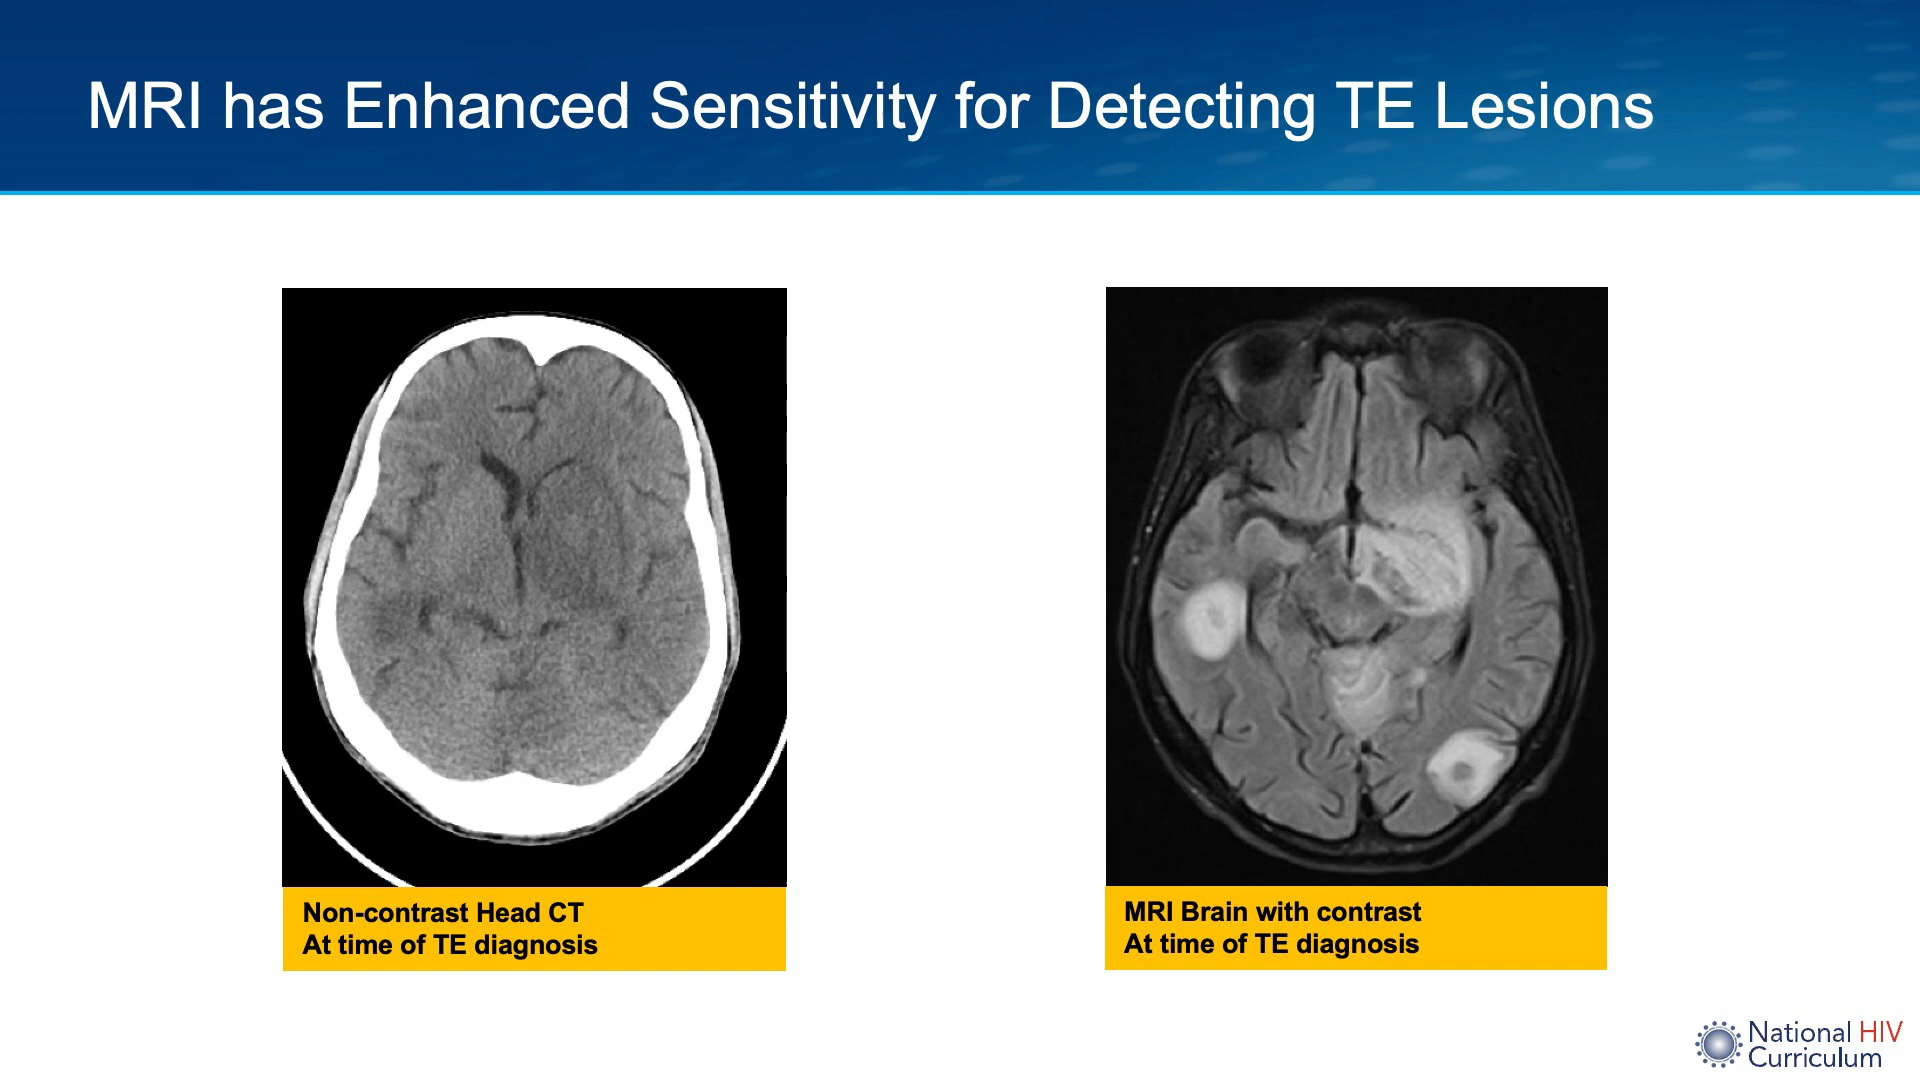 MRI has Enhanced Sensitivity for Detecting TE Lesions
Non-contrast Head CT
At time of TE diagnosis
MRI Brain with contrast
At time of TE diagnosis
National HIV
Curriculum